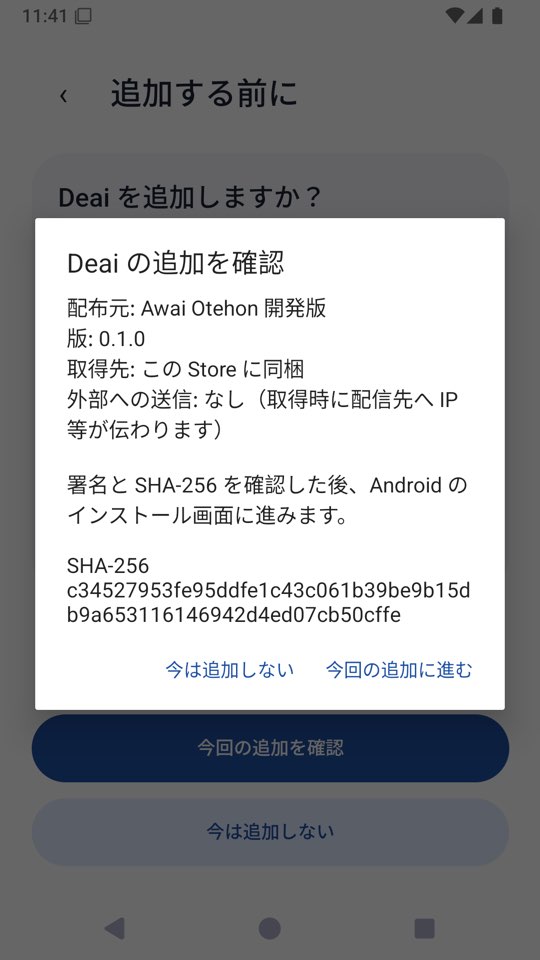 11:41
‹ 追加する前に
Deai を追加しますか？
Deai の追加を確認
配布元: Awai Otehon 開発版
版: 0.1.0
取得先: この Store に同梱
外部への送信: なし（取得時に配信先へ IP
等が伝わります）
署名と SHA-256 を確認した後、Android の
インストール画面に進みます。
SHA-256
c34527953fe95ddfe1c43c061b39be9b15d
b9a653116146942d4ed07cb50cffe
今は追加しない 今回の追加に進む
今回の追加を確認
今は追加しない